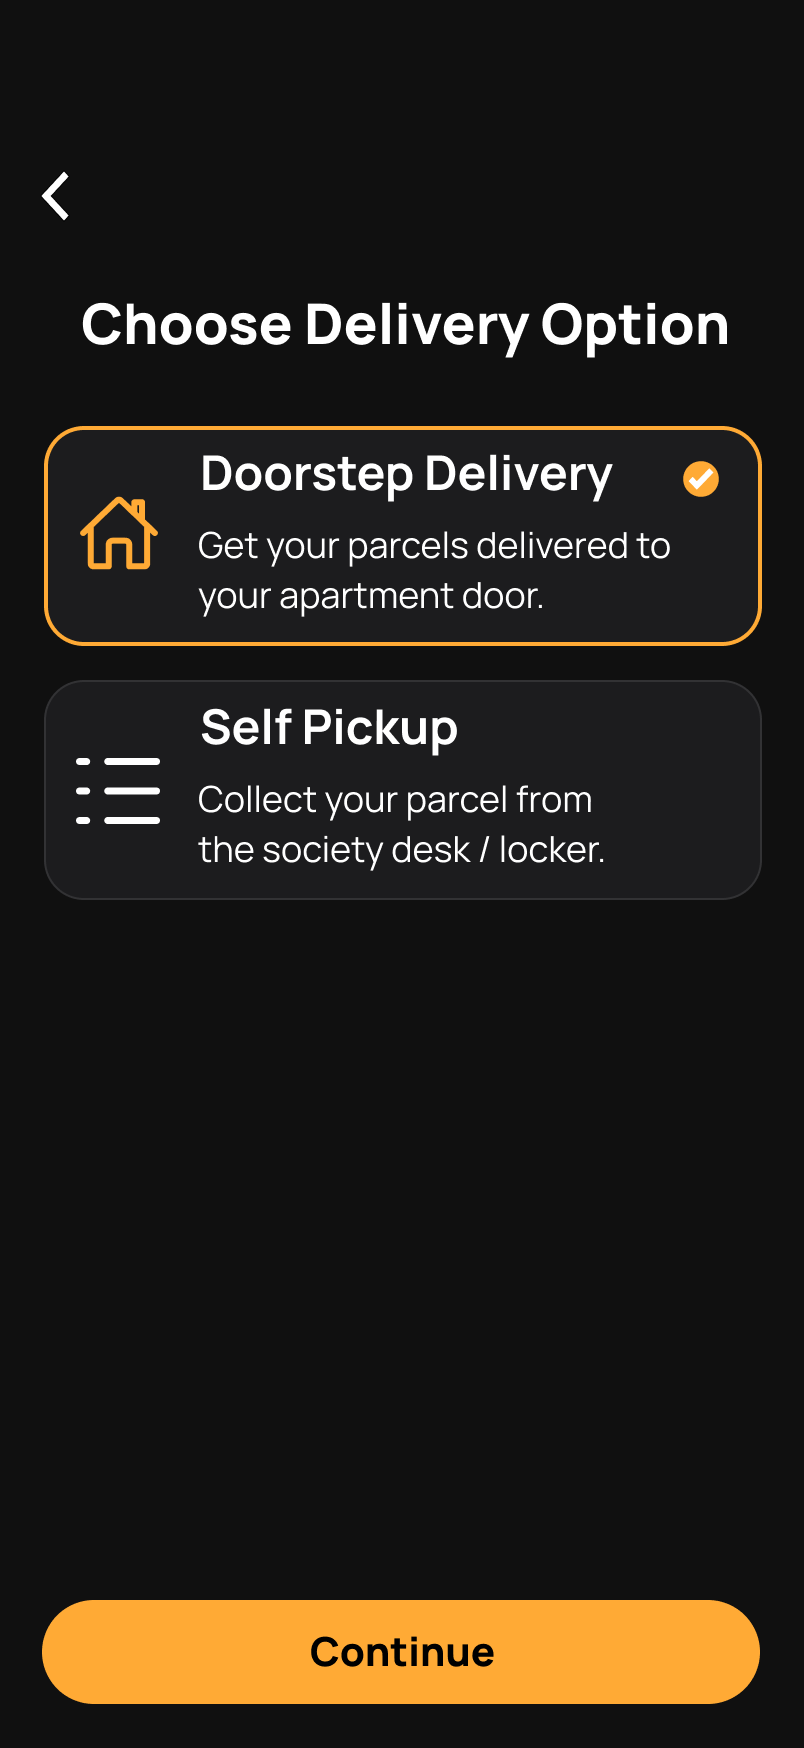 Choose Delivery Option
Doorstep Delivery
Get your parcels delivered to
your apartment door.
Self Pickup
Collect your parcel from
the society desk / locker.
Continue